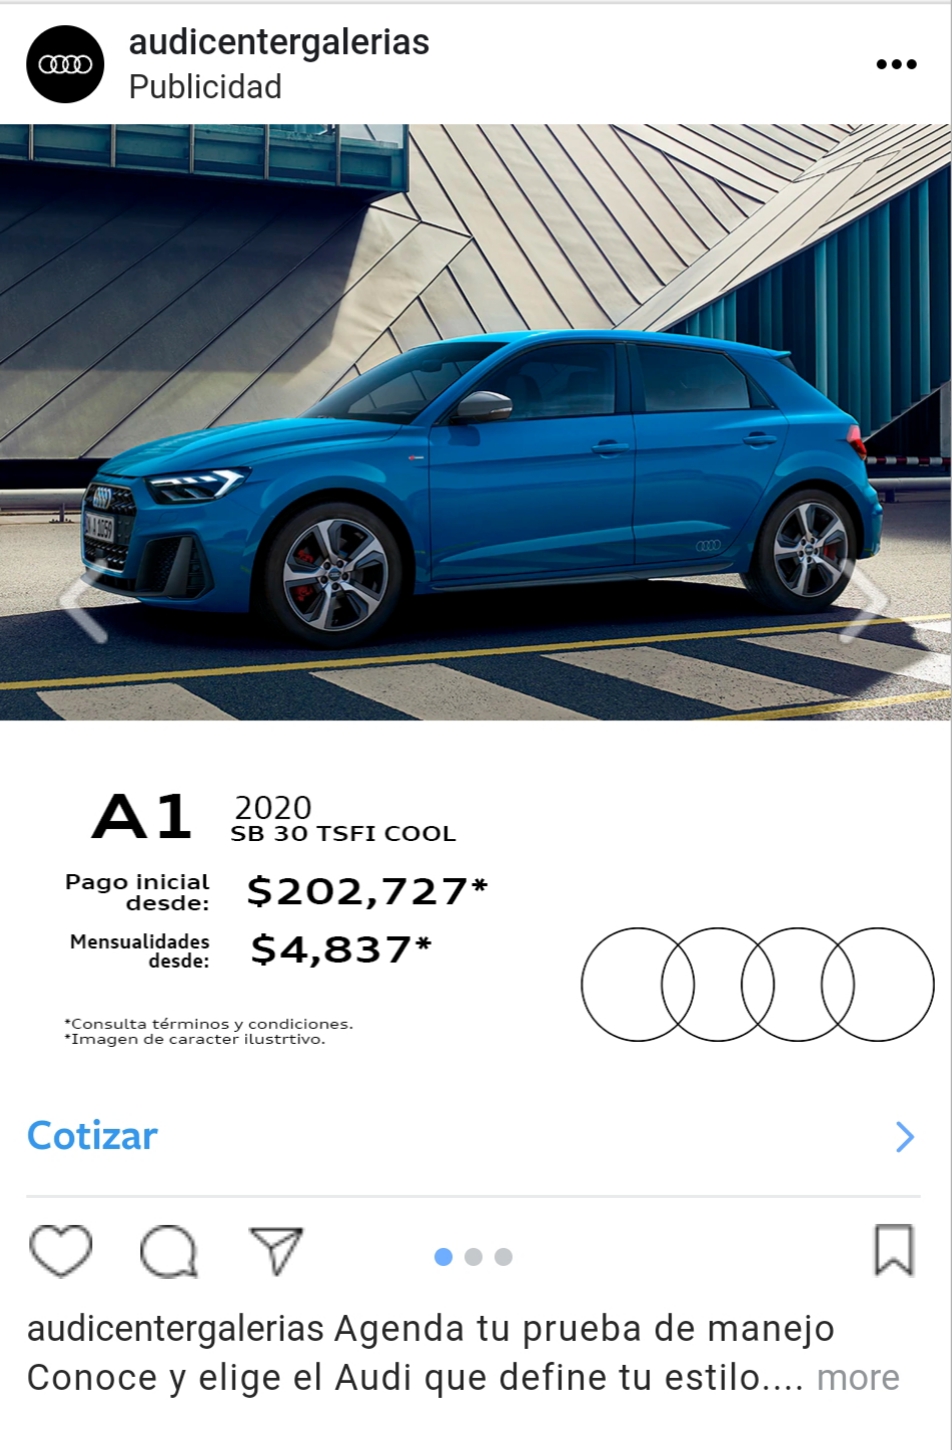 audicentergalerias
Publicidad
A1
2020
SB 30 TSFI COOL
Pago inicial
desde:
$202,727*
Mensualidades
desde:
$4,837*
*Consulta términos y condiciones.
*Imagen de caracter ilustrtivo.
Cotizar
audicentergalerias Agenda tu prueba de manejo
Conoce y elige el Audi que define tu estilo.... more